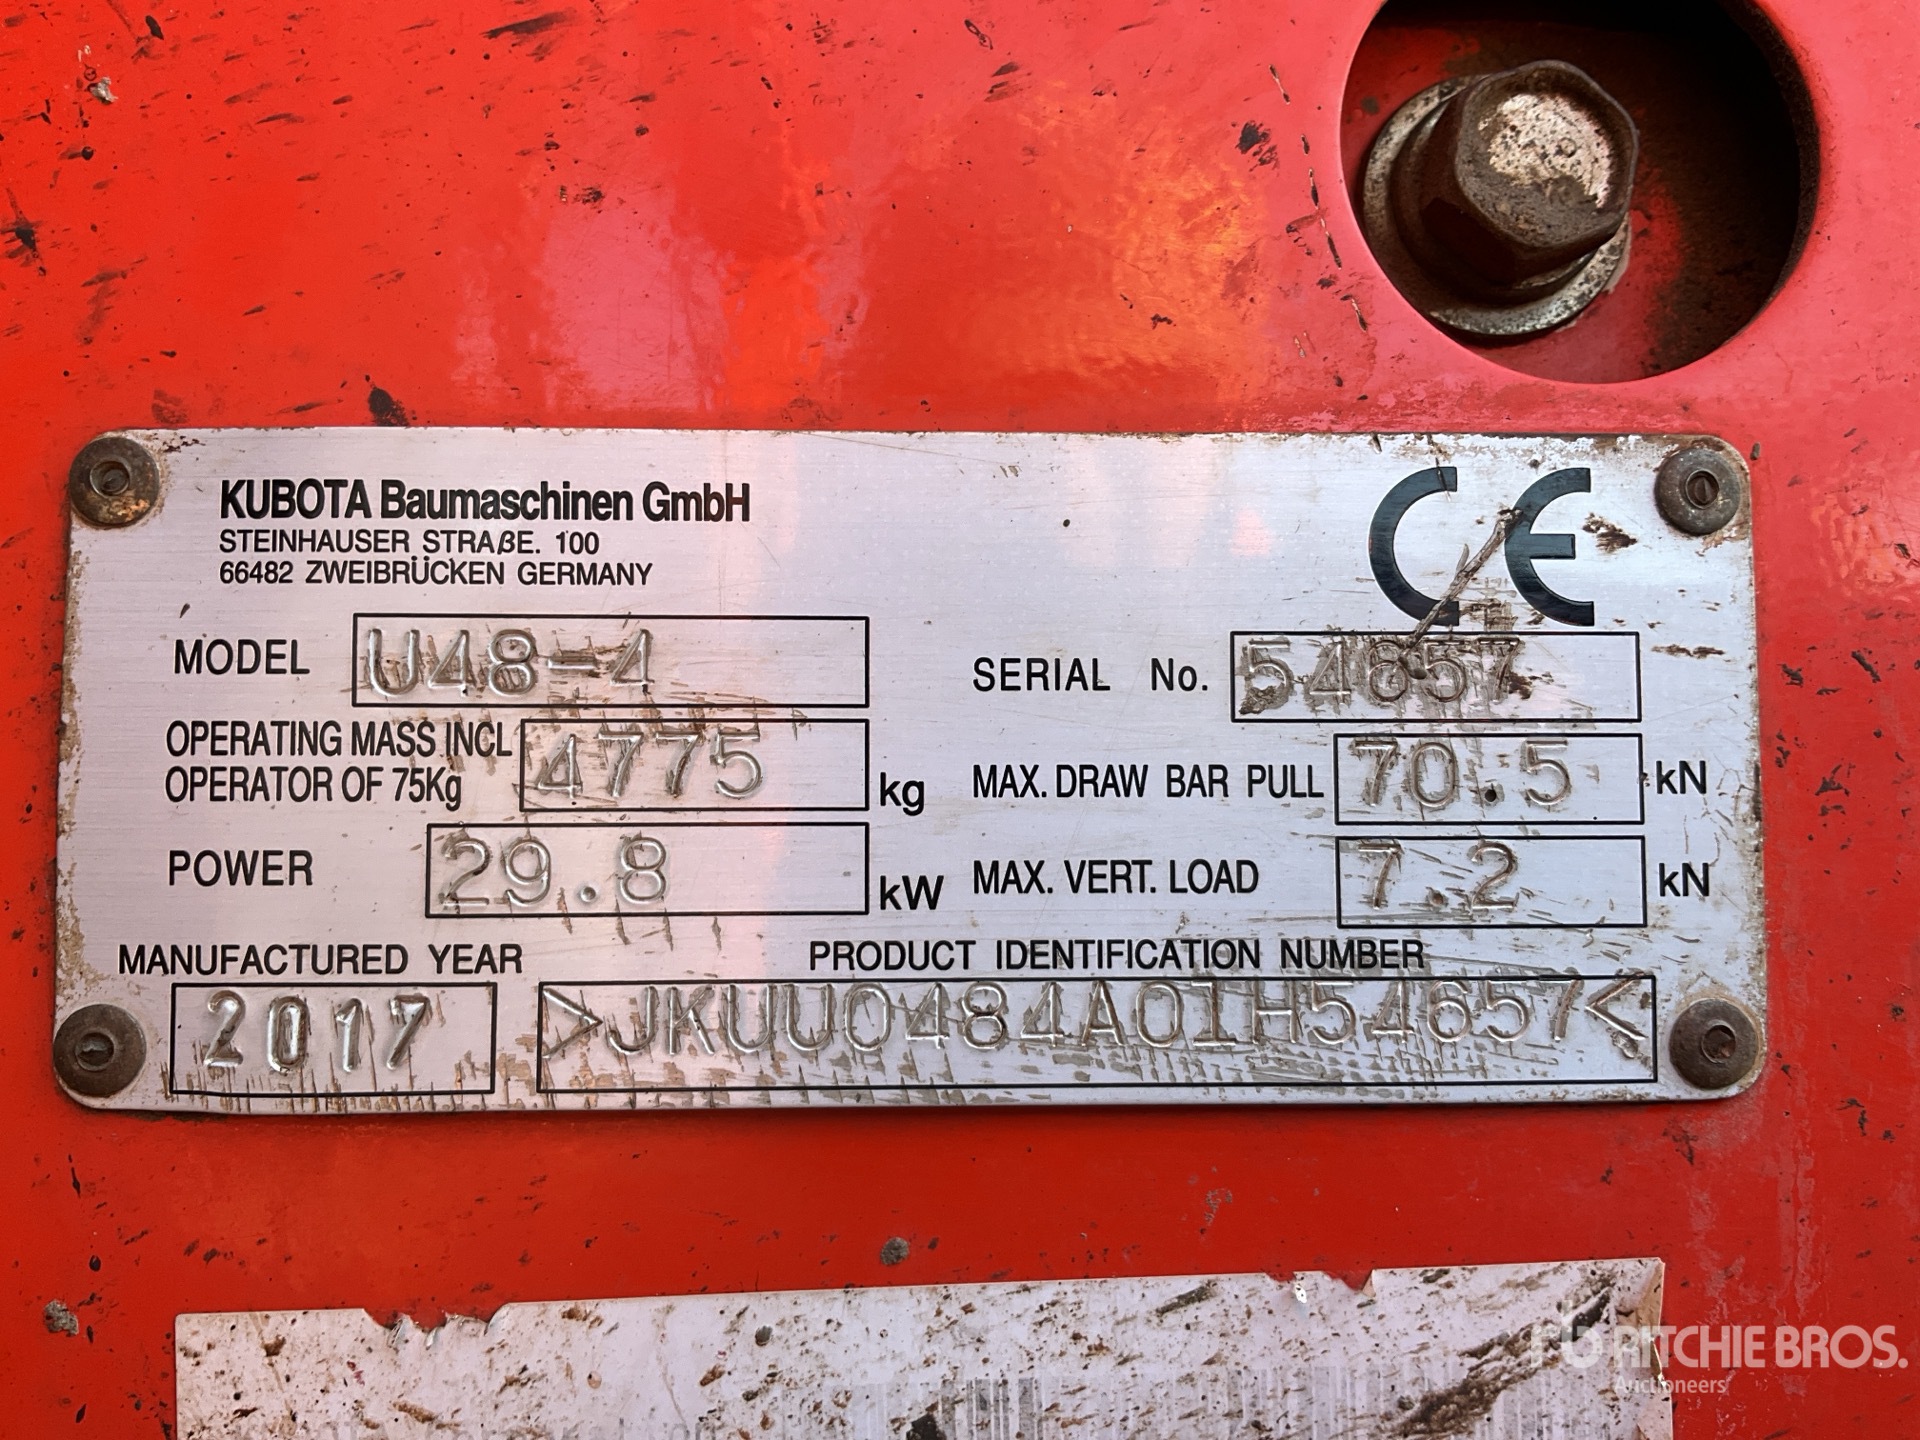 KUBOTA Baumaschinen GmbH
STEINHAUSER STRAßE. 100
66482 ZWEIBRÜCKEN GERMANY
CE
MODEL U48-4
SERIAL No. 54657
OPERATING MASS INCL
OPERATOR OF 75Kg 4775 kg
MAX. DRAW BAR PULL 70.5 kN
POWER 29.8 kW
MAX. VERT. LOAD 7.2 kN
MANUFACTURED YEAR
2017
PRODUCT IDENTIFICATION NUMBER
>JKUU0484A01H54657<
rb RITCHIE BROS.
Auctioneers